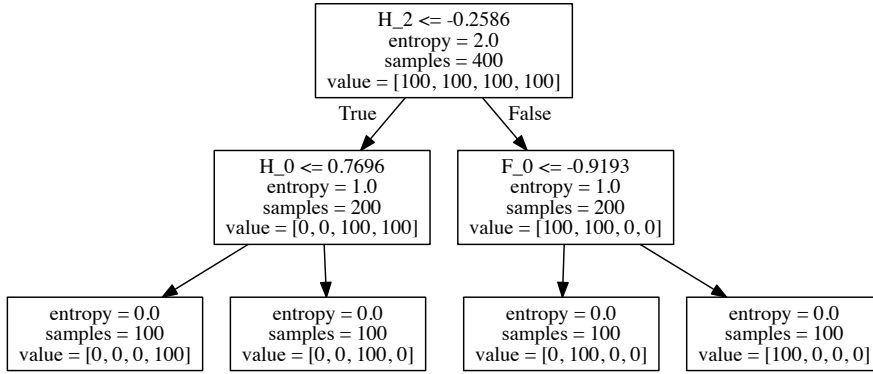 H_2 <= -0.2586
entropy = 2.0
samples = 400
value = [100, 100, 100, 100]
True
False
H_0 <= 0.7696
entropy = 1.0
samples = 200
value = [0, 0, 100, 100]
F_0 <= -0.9193
entropy = 1.0
samples = 200
value = [100, 100, 0, 0]
entropy = 0.0
samples = 100
value = [0, 0, 0, 100]
entropy = 0.0
samples = 100
value = [0, 0, 100, 0]
entropy = 0.0
samples = 100
value = [0, 100, 0, 0]
entropy = 0.0
samples = 100
value = [100, 0, 0, 0]